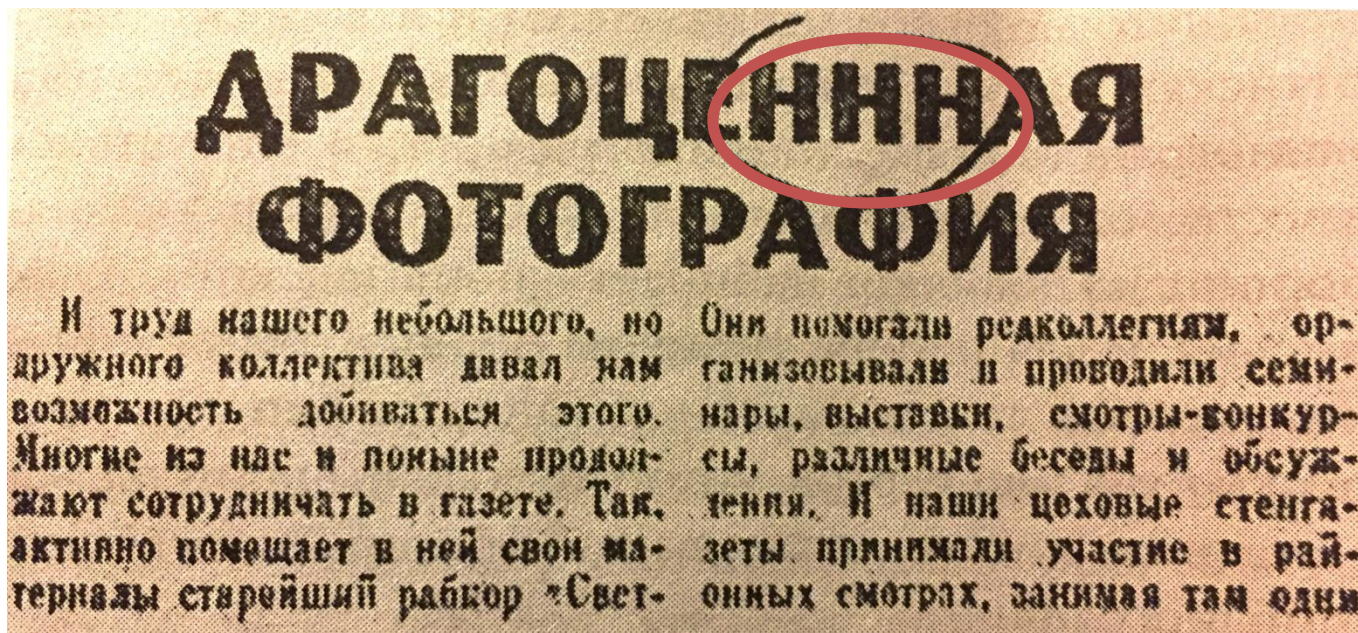 ДРАГОЦЕНННАЯ
ФОТОГРАФИЯ
И труд нашего небольшого, но
дружного коллектива давал нам
возможность добиваться этого.
Многие из нас и поныне продол-
жают сотрудничать в газете. Так,
активно помещает в ней свои ма-
териалы старейший рабкор «Свет-
Они помогали редколлегиям, ор-
ганизовывали и проводили семи-
нары, выставки, смотры-конкур-
сы, различные беседы и обсуж-
дения. И наши цеховые стенга-
зеты принимали участие в рай-
онных смотрах, занимая там одни